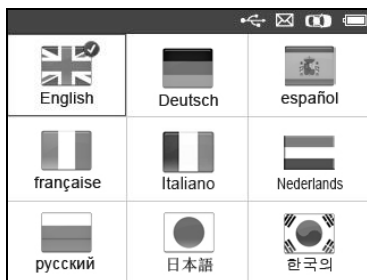 English
Deutsch
español
française
Italiano
Nederlands
русский
日本語
한국의